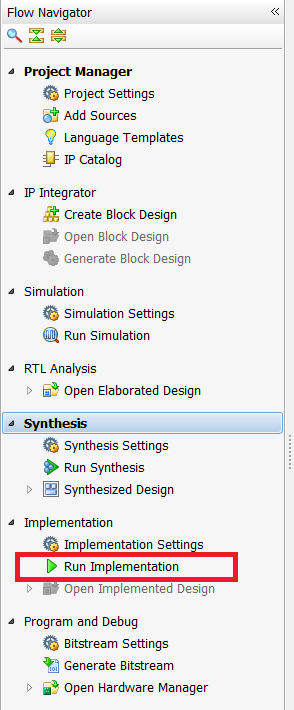 Flow Navigator
Project Manager
Project Settings
Add Sources
Language Templates
IP Catalog
IP Integrator
Create Block Design
Open Block Design
Generate Block Design
Simulation
Simulation Settings
Run Simulation
RTL Analysis
Open Elaborated Design
Synthesis
Synthesis Settings
Run Synthesis
Synthesized Design
Implementation
Implementation Settings
Run Implementation
Open Implemented Design
Program and Debug
Bitstream Settings
Generate Bitstream
Open Hardware Manager